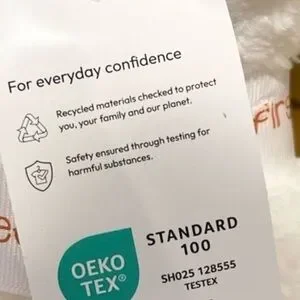 For everyday confidence
Recycled materials checked to protect
you, your family and our planet.
Safety ensured through testing for
harmful substances.
OEKO
TEX®
STANDARD
100
SH025 128555
TESTEX